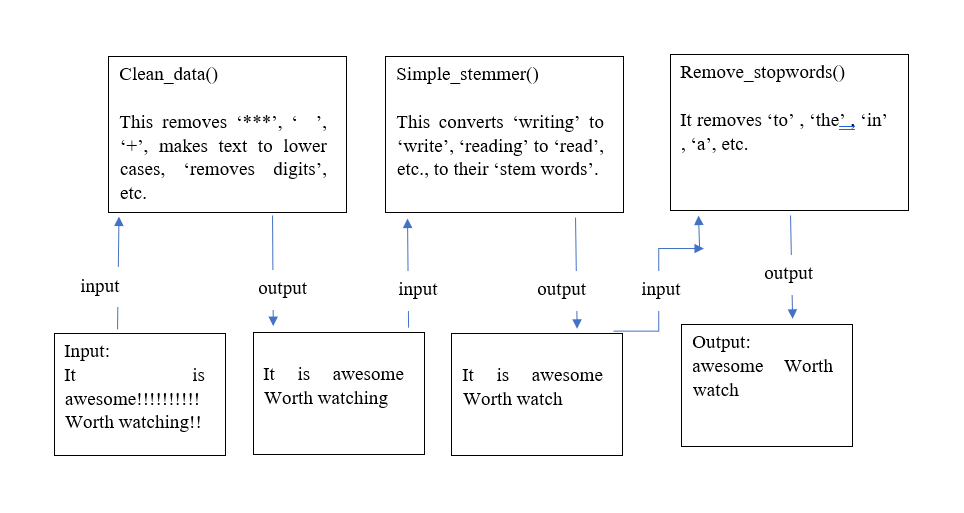 Clean_data()
This removes ‘***’, ‘ ’,
‘+’, makes text to lower
cases, ‘removes digits’,
etc.
Simple_stemmer()
This converts ‘writing’ to
‘write’, ‘reading’ to ‘read’,
etc., to their ‘stem words’.
Remove_stopwords()
It removes ‘to’ , ‘the’ , ‘in’
, ‘a’, etc.
input
output
input
output
input
output
Input:
It is
awesome!!!!!!!!!!
Worth watching!!
It is awesome
Worth watching
It is awesome
Worth watch
Output:
awesome Worth
watch